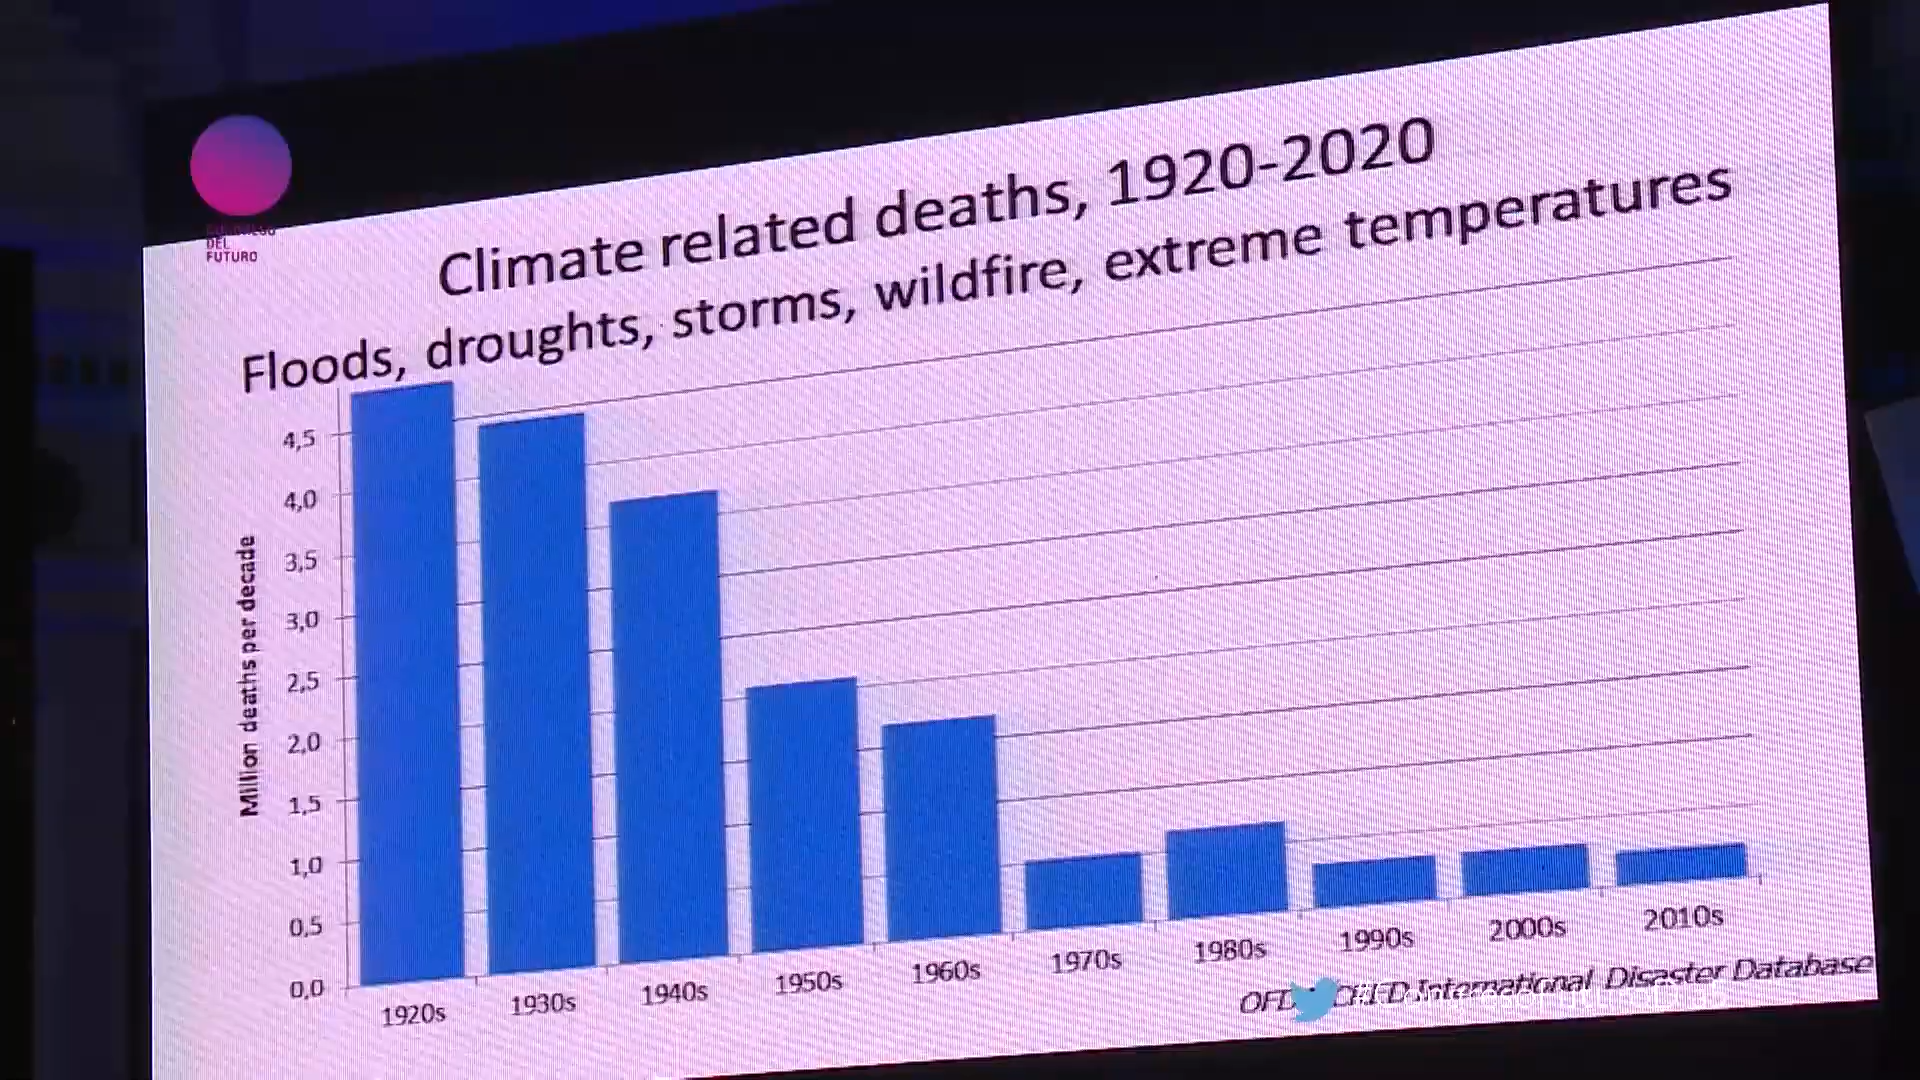 Climate related deaths, 1920-2020
Floods, droughts, storms, wildfire, extreme temperatures
DEL
FUTURO
Million deaths per decade
4,5
4,0
3,5
3,0
2,5
2,0
1,5
1,0
0,5
0,0
1920s
1930s
1940s
1950s
1960s
1970s
1980s
1990s
2000s
2010s
International Disaster Database